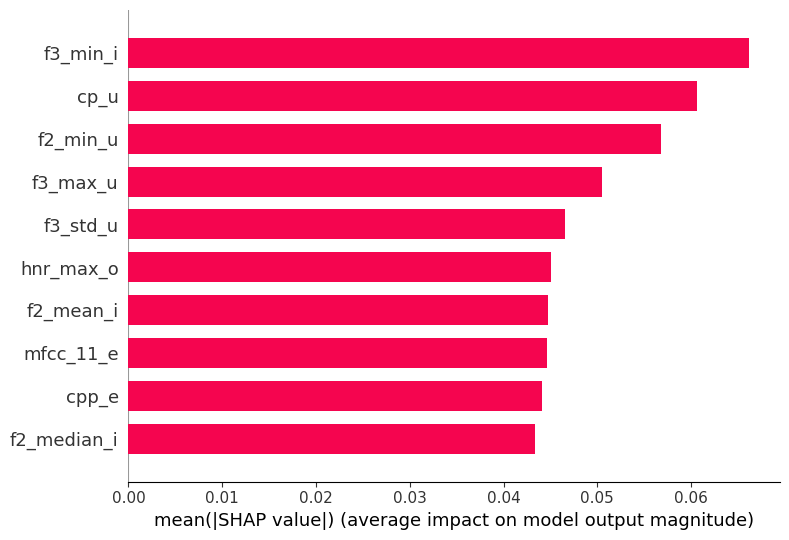 f3_min_i
cp_u
f2_min_u
f3_max_u
f3_std_u
hnr_max_o
f2_mean_i
mfcc_11_e
cpp_e
f2_median_i
0.00 0.01 0.02 0.03 0.04 0.05 0.06
mean(|SHAP value|) (average impact on model output magnitude)